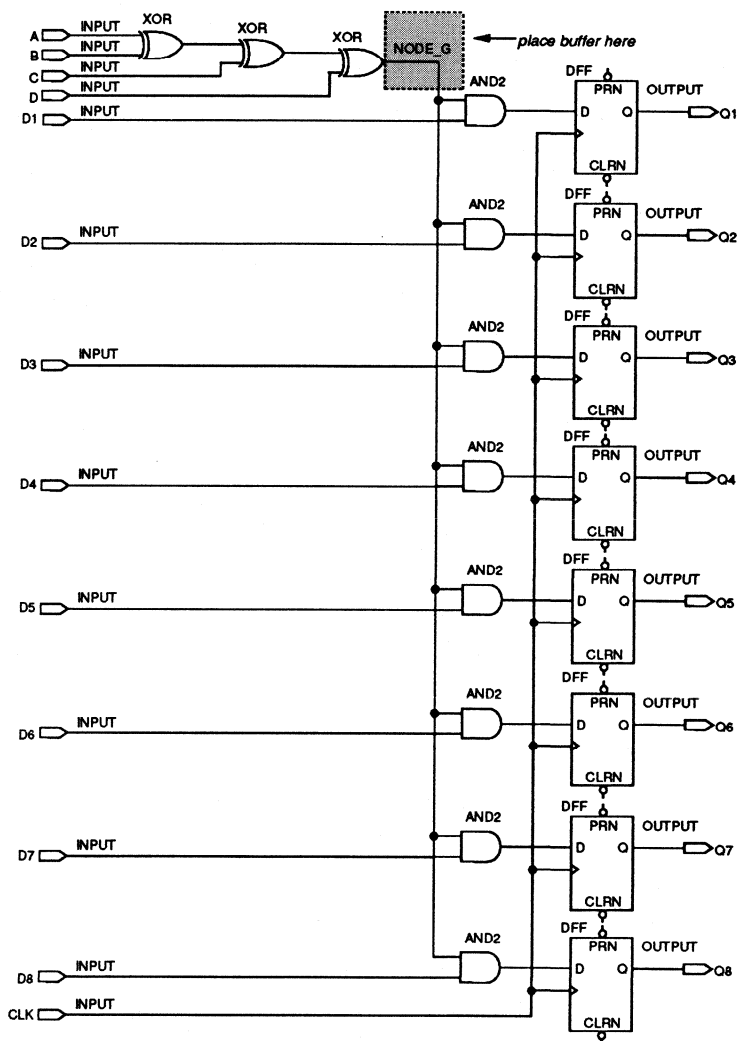 XOR
A INPUT
XOR
B INPUT
XOR
C INPUT
NODE_G
place buffer here
D INPUT
DFF
PRN
OUTPUT
AND2
D1 INPUT
D Q
Q1
CLRN
DFF
PRN
OUTPUT
AND2
D2 INPUT
D Q
Q2
CLRN
DFF
PRN
OUTPUT
AND2
D3 INPUT
D Q
Q3
CLRN
DFF
PRN
OUTPUT
AND2
D4 INPUT
D Q
Q4
CLRN
DFF
PRN
OUTPUT
AND2
D5 INPUT
D Q
Q5
CLRN
DFF
PRN
OUTPUT
AND2
D6 INPUT
D Q
Q6
CLRN
DFF
PRN
OUTPUT
AND2
D7 INPUT
D Q
Q7
CLRN
DFF
PRN
OUTPUT
AND2
D8 INPUT
D Q
Q8
CLK INPUT
CLRN